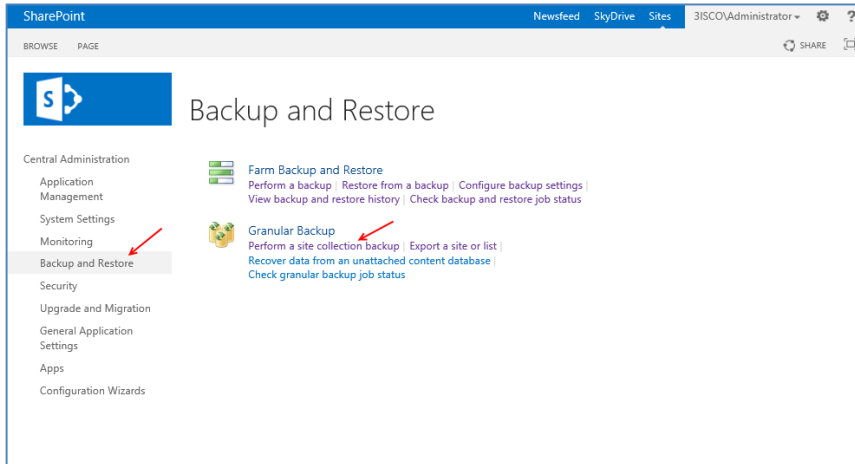 SharePoint Newsfeed SkyDrive Sites 3ISCO\Administrator ?
BROWSE PAGE SHARE
S
Backup and Restore
Central Administration
Application
Management
System Settings
Monitoring
Backup and Restore
Security
Upgrade and Migration
General Application
Settings
Apps
Configuration Wizards
Farm Backup and Restore
Perform a backup | Restore from a backup | Configure backup settings |
View backup and restore history | Check backup and restore job status
Granular Backup
Perform a site collection backup | Export a site or list |
Recover data from an unattached content database |
Check granular backup job status